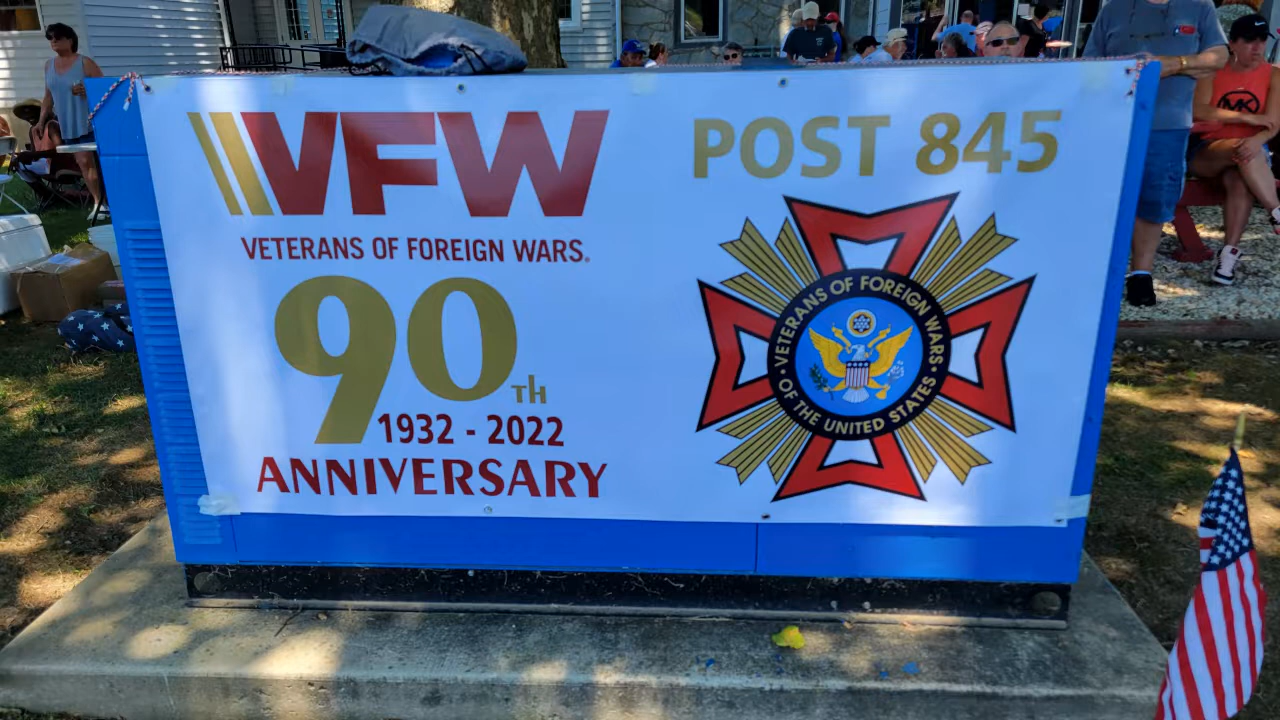 VFW
VETERANS OF FOREIGN WARS.
90TH
1932 - 2022
ANNIVERSARY
POST 845
VETERANS OF FOREIGN WARS
OF THE UNITED STATES
MK